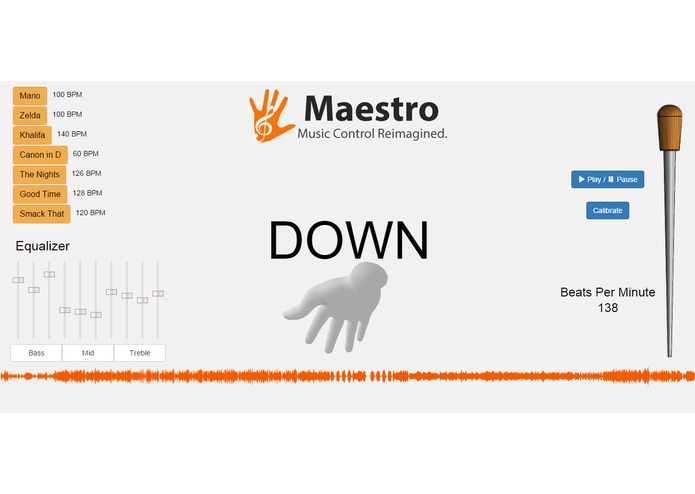 Maestro
Music Control Reimagined.
Mario 100 BPM
Zelda 100 BPM
Khalifa 140 BPM
Canon in D 60 BPM
The Nights 126 BPM
Good Time 128 BPM
Smack That 120 BPM
Play / Pause
Calibrate
DOWN
Equalizer
Bass Mid Treble
Beats Per Minute
138